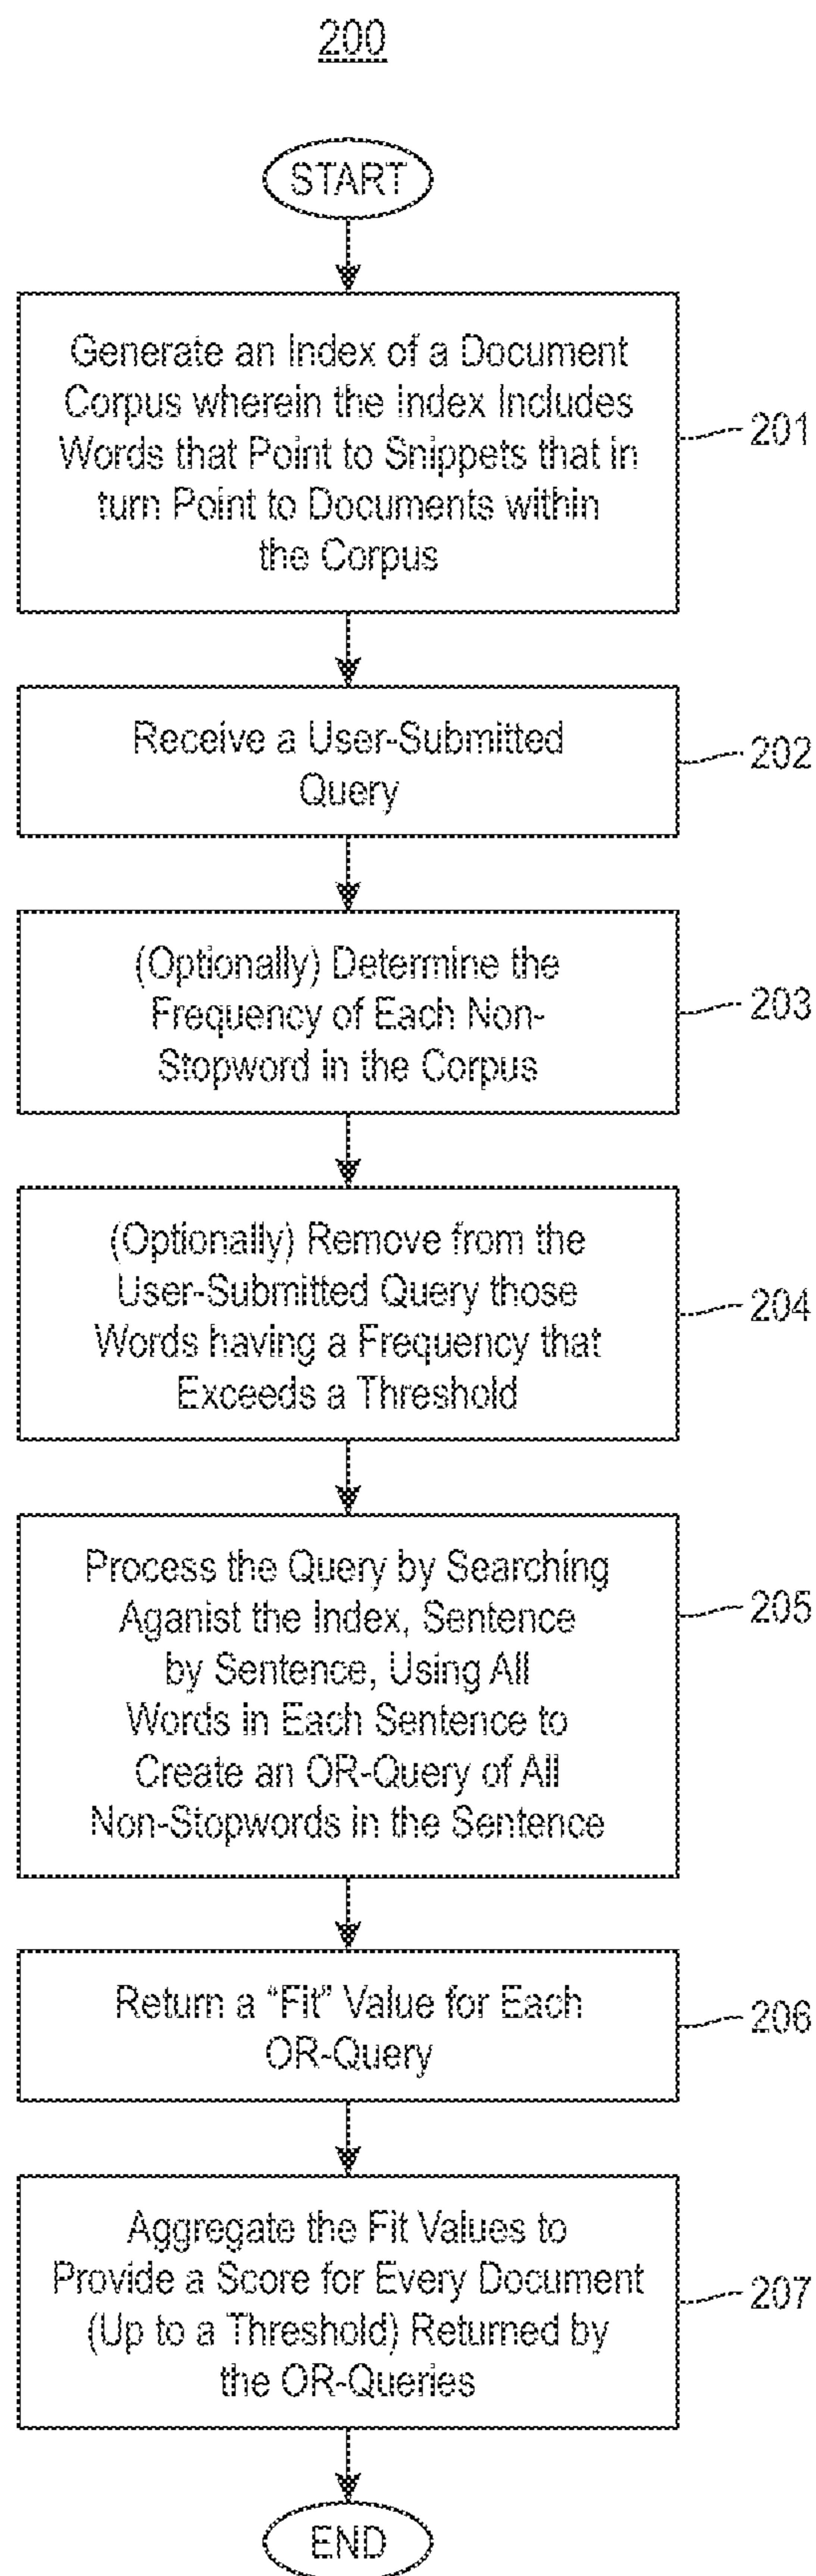 200
START
Generate an Index of a Document
Corpus wherein the Index Includes
Words that Point to Snippets that in
turn Point to Documents within
the Corpus
201
Receive a User-Submitted
Query
202
(Optionally) Determine the
Frequency of Each Non-
Stopword in the Corpus
203
(Optionally) Remove from the
User-Submitted Query those
Words having a Frequency that
Exceeds a Threshold
204
Process the Query by Searching
Aganist the Index, Sentence
by Sentence, Using All
Words in Each Sentence to
Create an OR-Query of All
Non-Stopwords in the Sentence
205
Return a “Fit” Value for Each
OR-Query
206
Aggregate the Fit Values to
Provide a Score for Every Document
(Up to a Threshold) Returned by
the OR-Queries
207
END